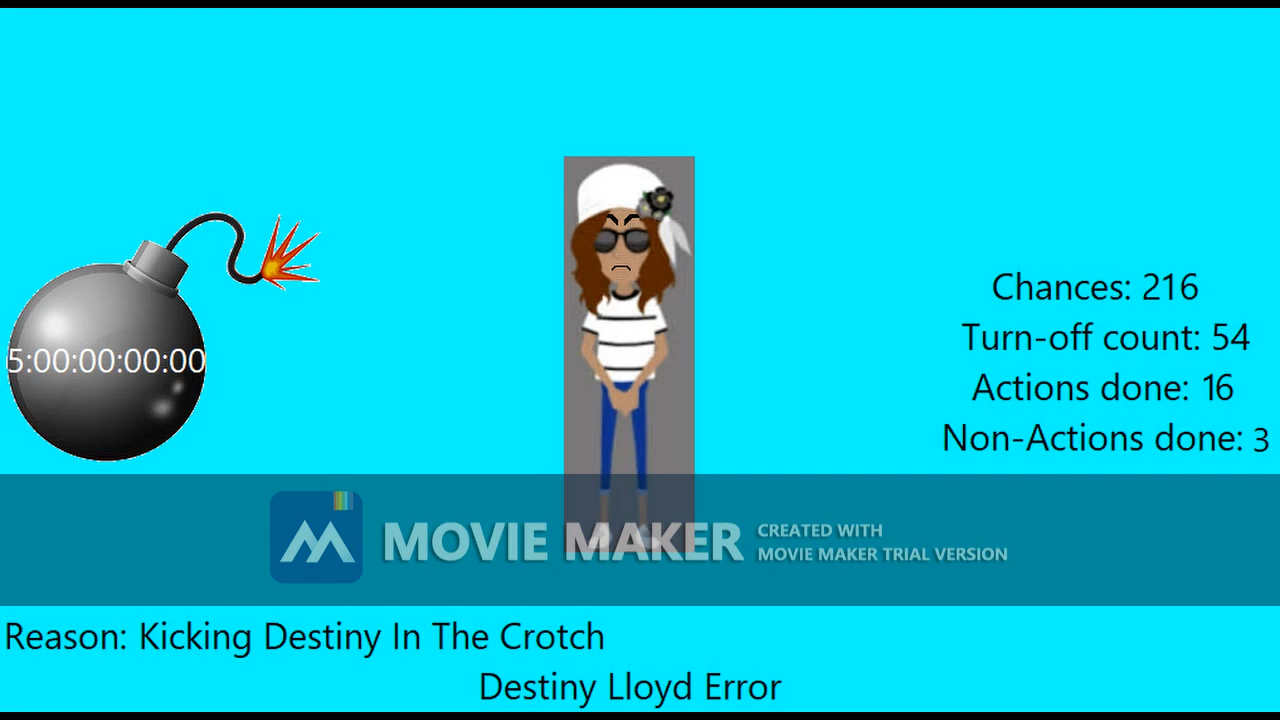 5:00:00:00:00
Chances: 216
Turn-off count: 54
Actions done: 16
Non-Actions done: 3
MOVIE MAKER
CREATED WITH
MOVIE MAKER TRIAL VERSION
Reason: Kicking Destiny In The Crotch
Destiny Lloyd Error